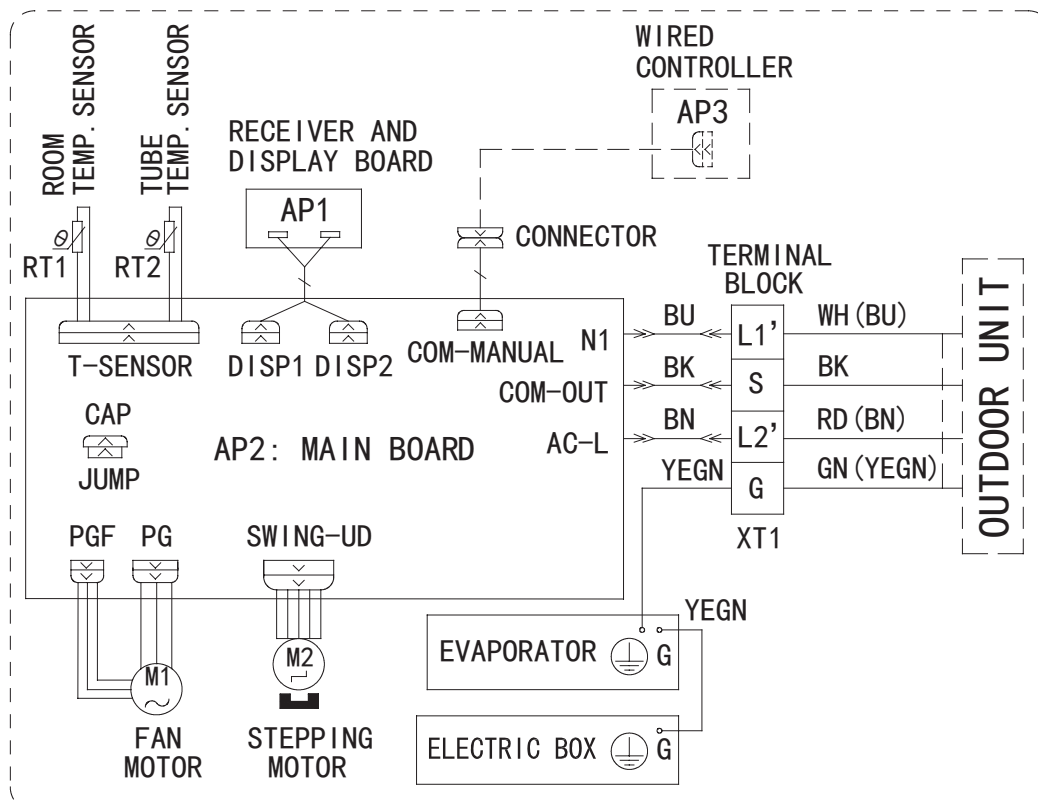 WIRED
CONTROLLER
AP3
ROOM
TEMP. SENSOR
TUBE
TEMP. SENSOR
RECEIVER AND
DISPLAY BOARD
AP1
θ
RT1
θ
RT2
CONNECTOR
TERMINAL
BLOCK
T-SENSOR
DISP1
DISP2
COM-MANUAL
N1
BU
L1'
WH(BU)
COM-OUT
BK
S
BK
AC-L
BN
L2'
RD(BN)
YEGN
G
GN(YEGN)
XT1
OUTDOOR UNIT
CAP
JUMP
AP2: MAIN BOARD
PGF
PG
SWING-UD
M1
FAN
MOTOR
M2
STEPPING
MOTOR
YEGN
EVAPORATOR
G
ELECTRIC BOX
G